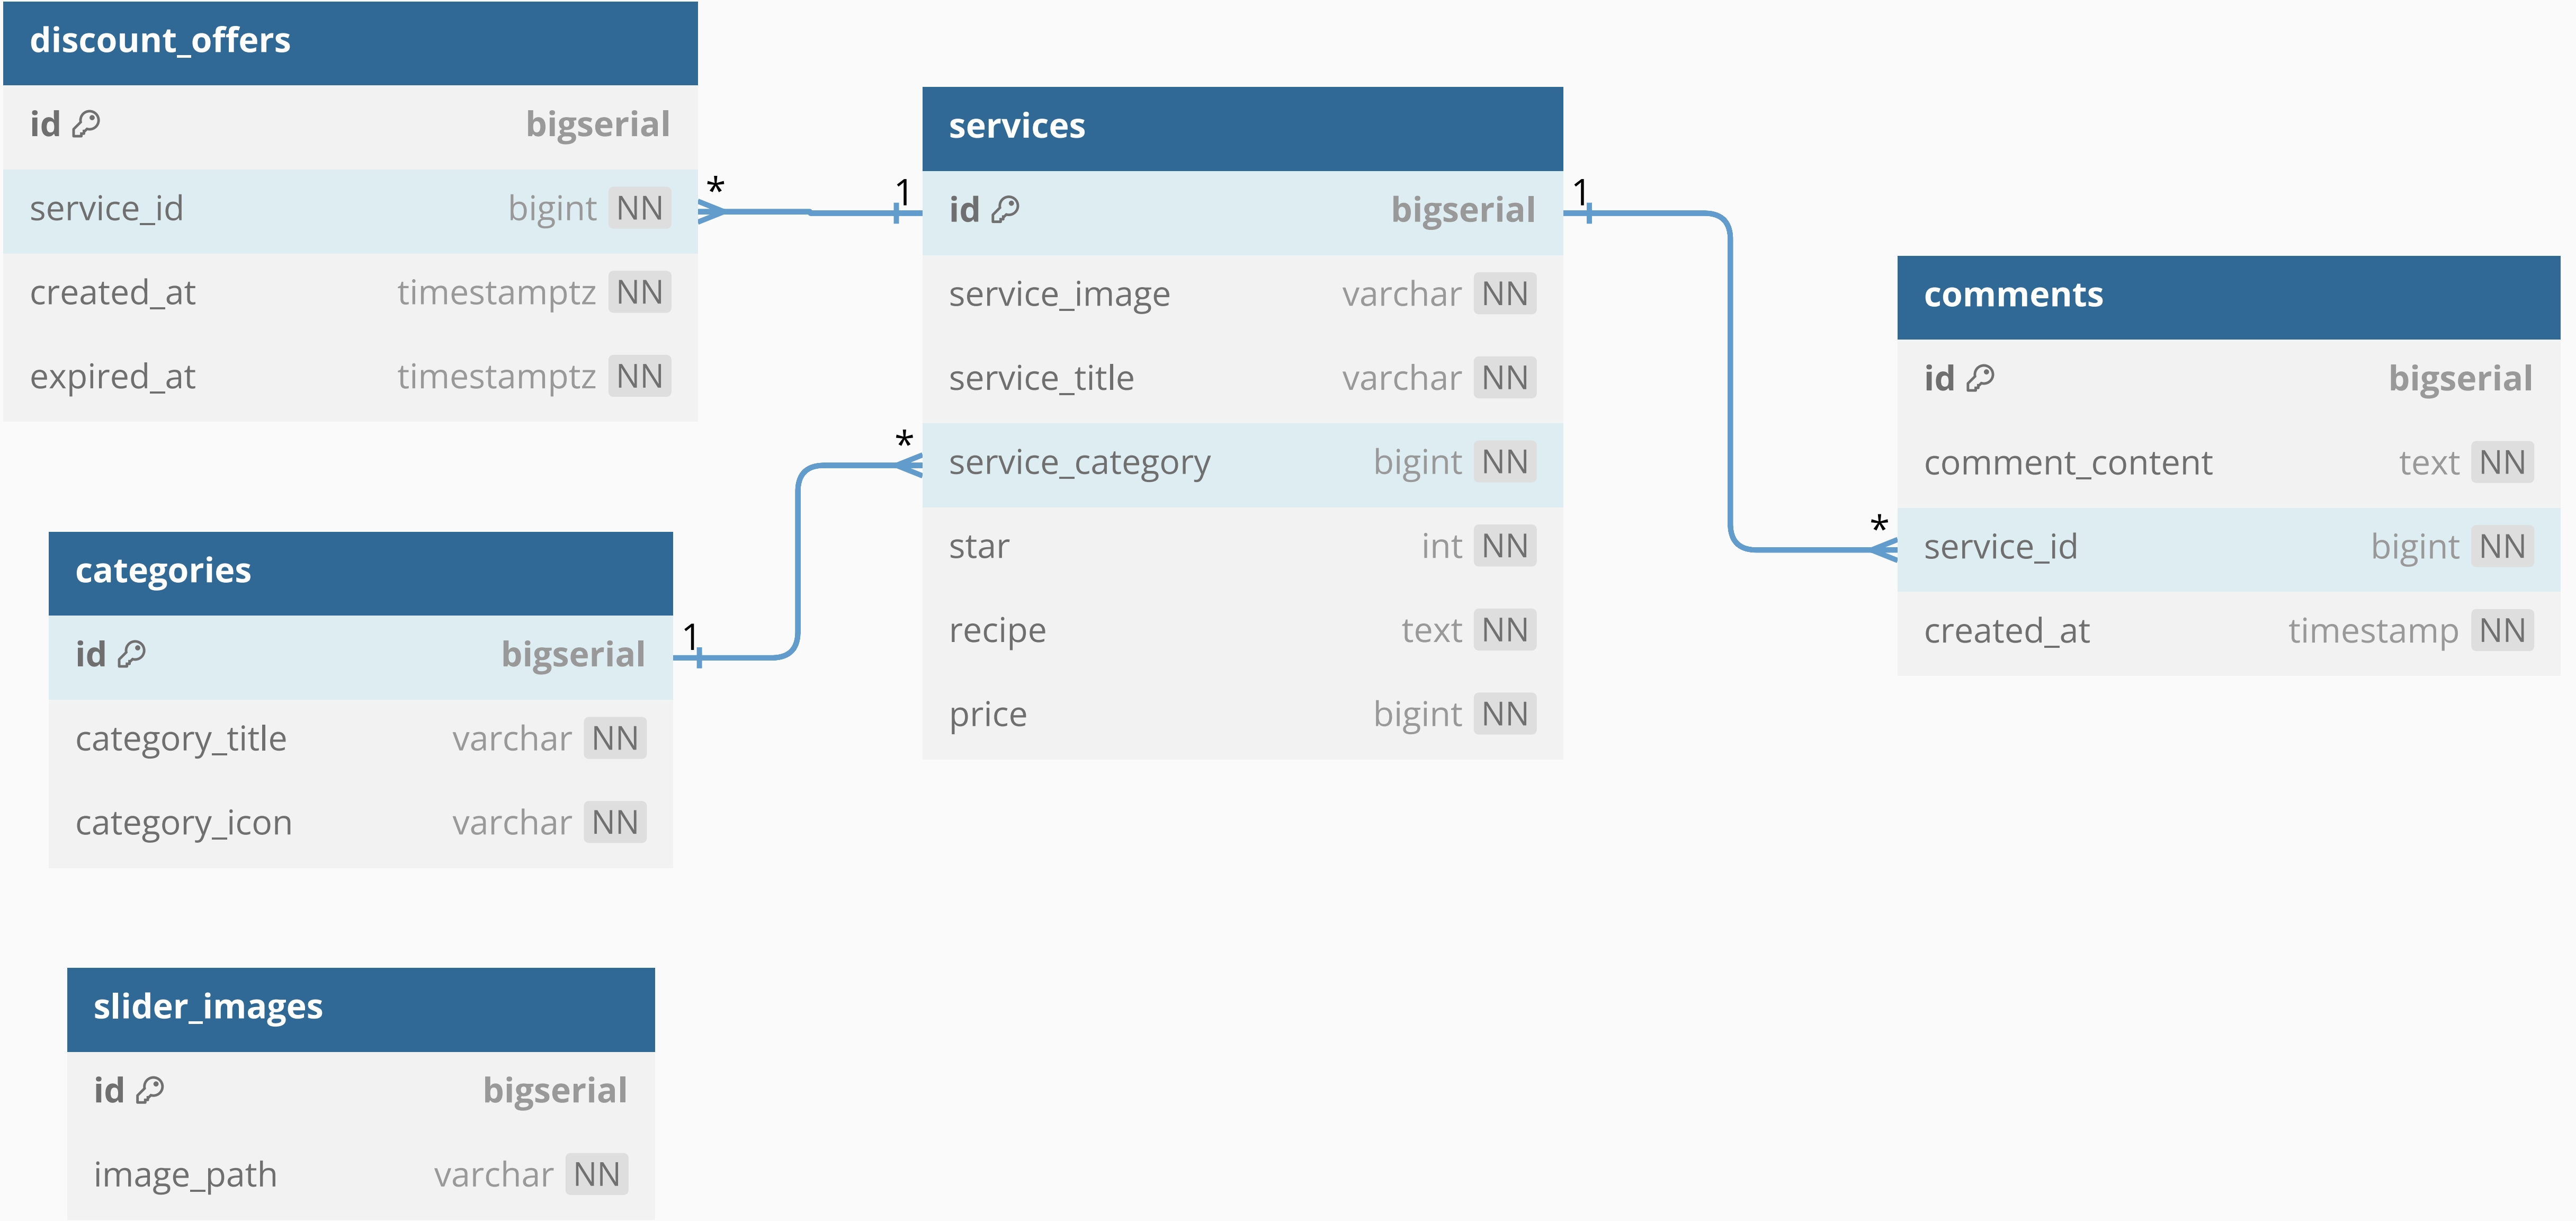 discount_offers
id bigserial
service_id bigint NN
created_at timestamptz NN
expired_at timestamptz NN
* 1
services
id bigserial
service_image varchar NN
service_title varchar NN
service_category bigint NN
star int NN
recipe text NN
price bigint NN
1 *
comments
id bigserial
comment_content text NN
service_id bigint NN
created_at timestamp NN
categories
id bigserial
category_title varchar NN
category_icon varchar NN
1 *
slider_images
id bigserial
image_path varchar NN